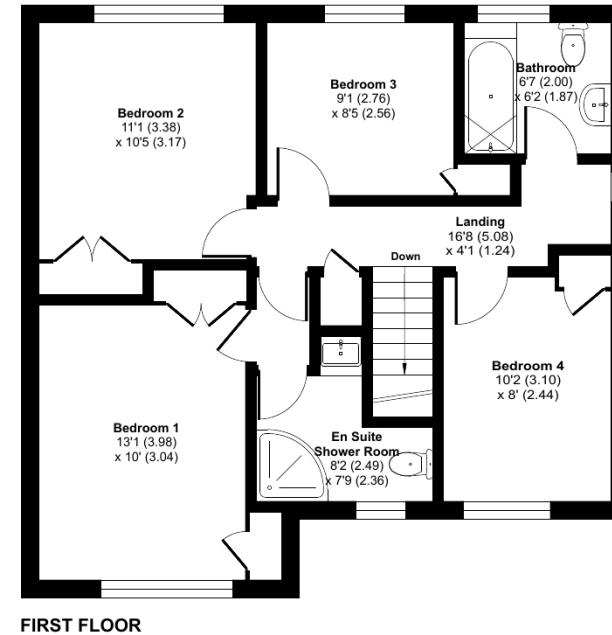 Bedroom 2
11'1 (3.38)
x 10'5 (3.17)
Bedroom 3
9'1 (2.76)
x 8'5 (2.56)
Bathroom
6'7 (2.00)
x 6'2 (1.87)
Landing
16'8 (5.08)
x 4'1 (1.24)
Down
Bedroom 4
10'2 (3.10)
x 8' (2.44)
Bedroom 1
13'1 (3.98)
x 10' (3.04)
En Suite
Shower Room
8'2 (2.49)
x 7'9 (2.36)
FIRST FLOOR